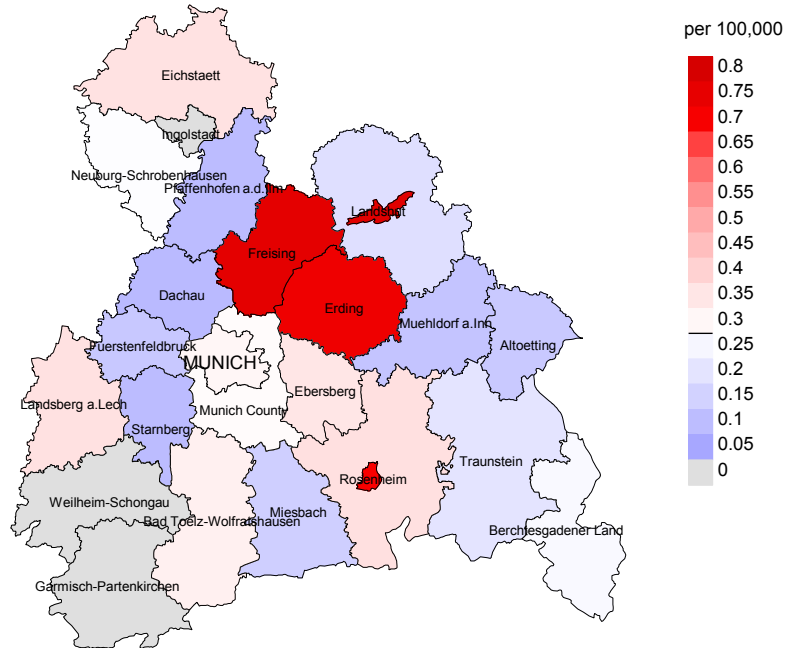 per 100,000
0.8
0.75
0.7
0.65
0.6
0.55
0.5
0.45
0.4
0.35
0.3
0.25
0.2
0.15
0.1
0.05
0
Eichstaett
Ingolstadt
Neuburg-Schrobenhausen
Pfaffenhofen a.d.Ilm
Landshut
Freising
Dachau
Erding
Muehldorf a.Inn
Altoetting
Fuerstenfeldbruck
MUNICH
Ebersberg
Landsberg a.Lech
Munich County
Starnberg
Traunstein
Rosenheim
Weilheim-Schongau
Miesbach
Bad Toelz-Wolfratshausen
Berchtesgadener Land
Garmisch-Partenkirchen